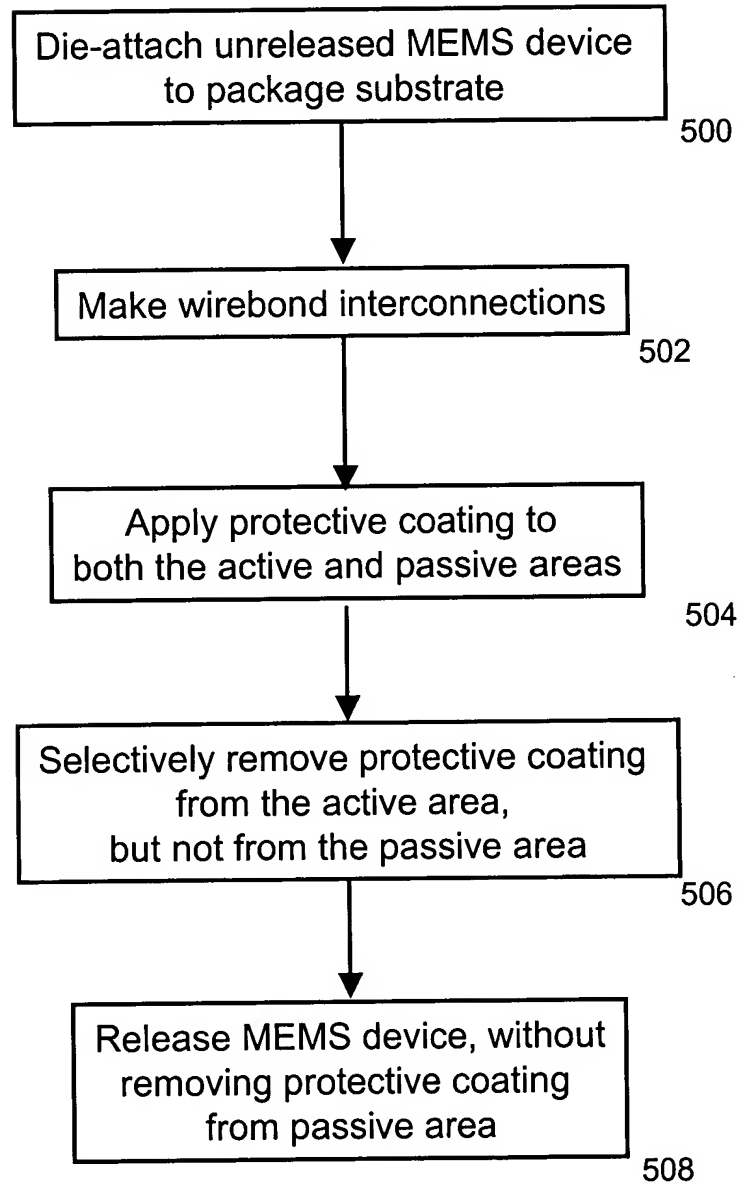 Die-attach unreleased MEMS device
to package substrate
500
Make wirebond interconnections
502
Apply protective coating to
both the active and passive areas
504
Selectively remove protective coating
from the active area,
but not from the passive area
506
Release MEMS device, without
removing protective coating
from passive area
508